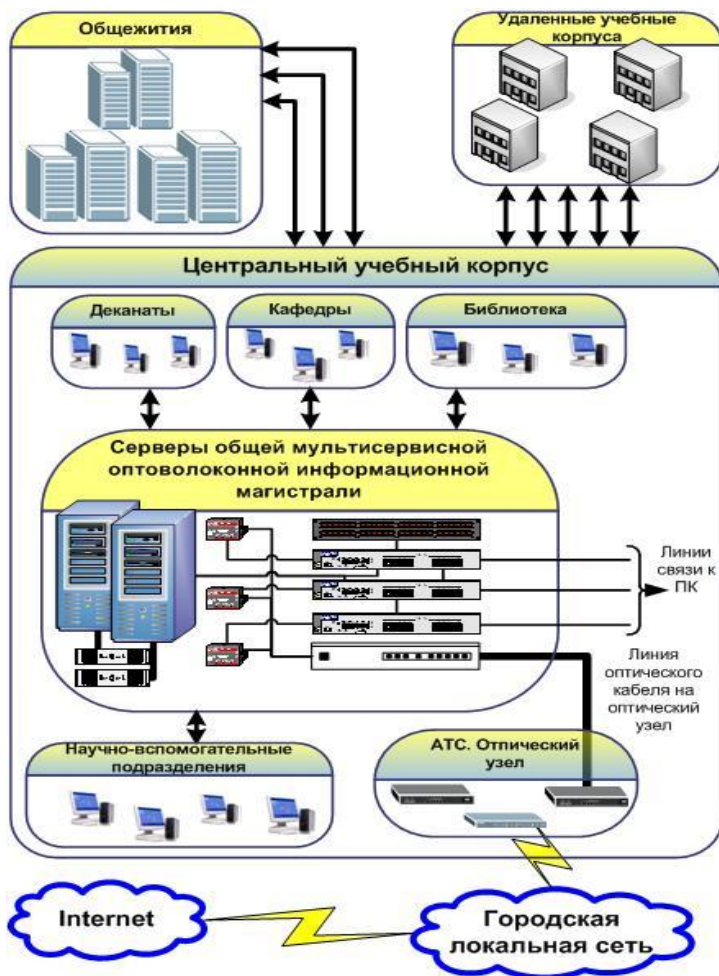 Общежития
Удаленные учебные
корпуса
Центральный учебный корпус
Деканаты
Кафедры
Библиотека
Серверы общей мультисервисной
оптоволоконной информационной
магистрали
Линии
связи к
ПК
Линия
оптического
кабеля на
оптический
узел
Научно-вспомогательные
подразделения
АТС. Отпический
узел
Internet
Городская
локальная сеть